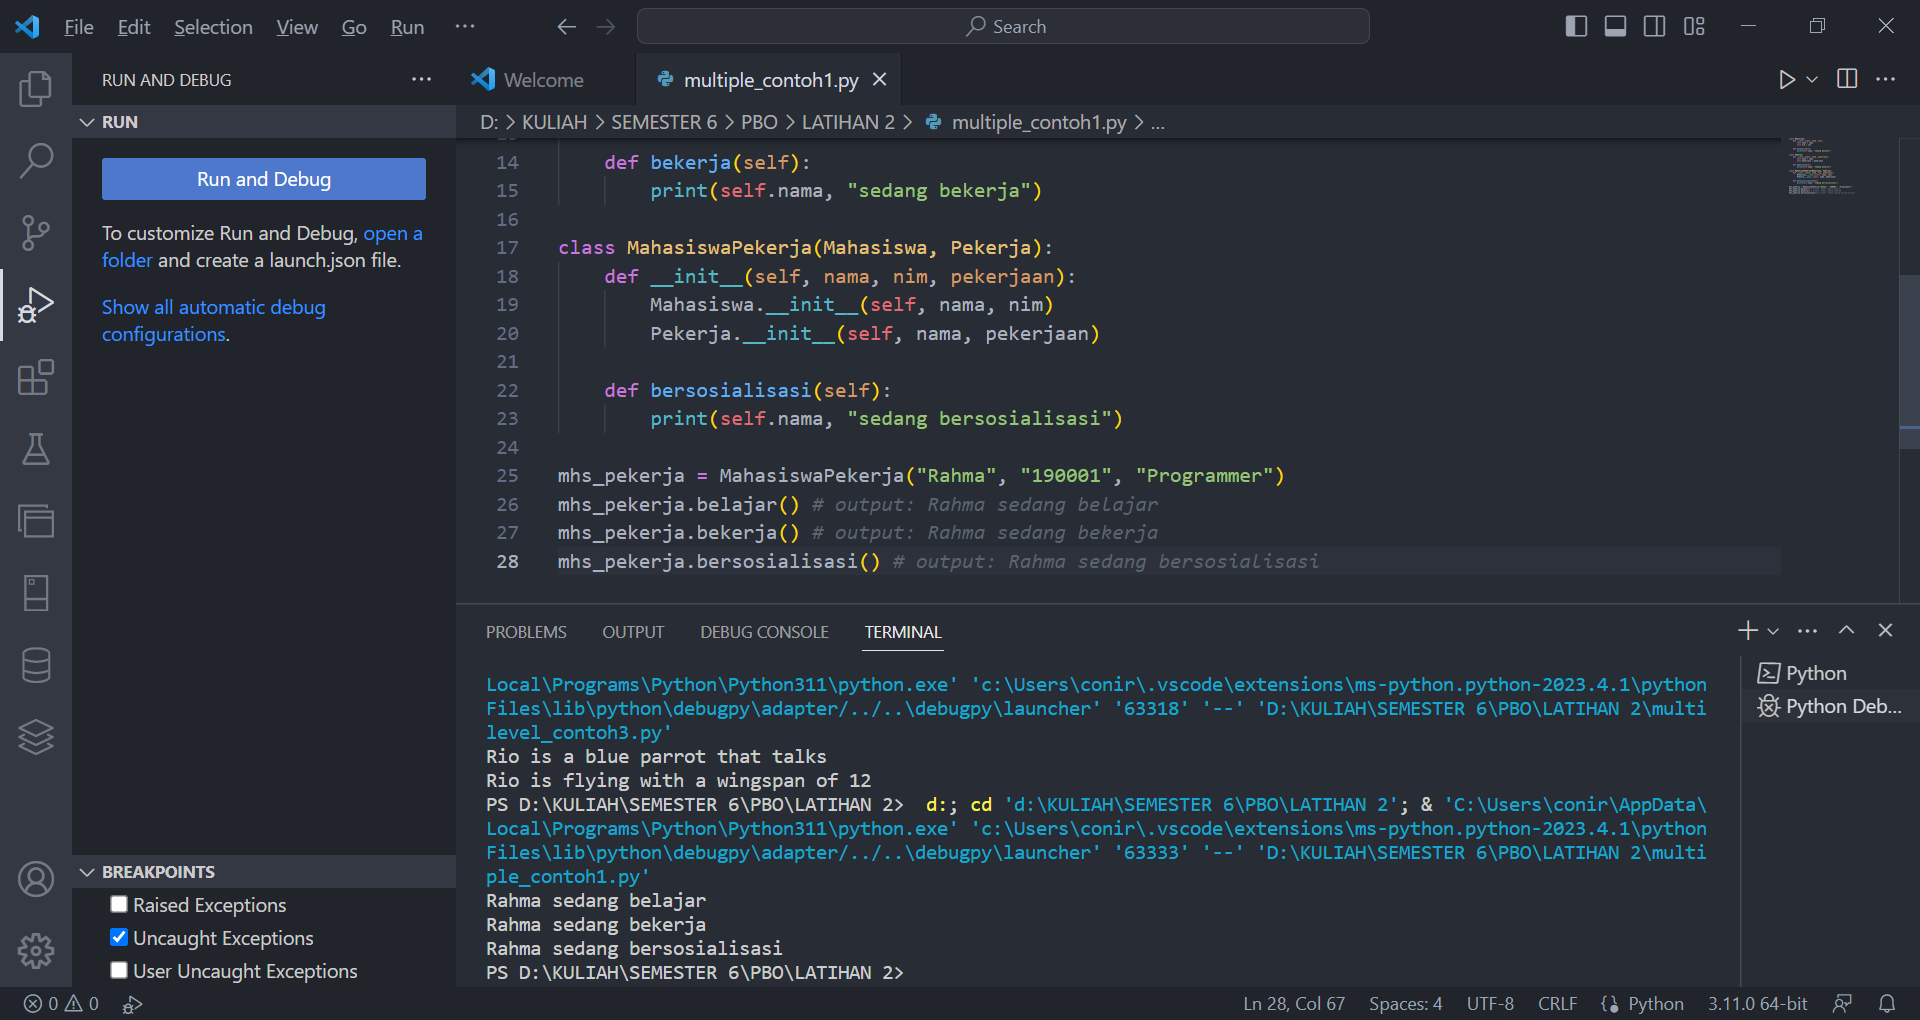 File Edit Selection View Go Run ··· Search
RUN AND DEBUG ···
RUN
Run and Debug
To customize Run and Debug, open a
folder and create a launch.json file.
Show all automatic debug
configurations.
BREAKPOINTS
Raised Exceptions
Uncaught Exceptions
User Uncaught Exceptions
Welcome multiple_contoh1.py
D: > KULIAH > SEMESTER 6 > PBO > LATIHAN 2 > multiple_contoh1.py > ...
14 def bekerja(self):
15 print(self.nama, "sedang bekerja")
16
17 class MahasiswaPekerja(Mahasiswa, Pekerja):
18 def __init__(self, nama, nim, pekerjaan):
19 Mahasiswa.__init__(self, nama, nim)
20 Pekerja.__init__(self, nama, pekerjaan)
21
22 def bersosialisasi(self):
23 print(self.nama, "sedang bersosialisasi")
24
25 mhs_pekerja = MahasiswaPekerja("Rahma", "190001", "Programmer")
26 mhs_pekerja.belajar() # output: Rahma sedang belajar
27 mhs_pekerja.bekerja() # output: Rahma sedang bekerja
28 mhs_pekerja.bersosialisasi() # output: Rahma sedang bersosialisasi
PROBLEMS OUTPUT DEBUG CONSOLE TERMINAL
Local\Programs\Python\Python311\python.exe' 'c:\Users\conir\.vscode\extensions\ms-python.python-2023.4.1\python
Files\lib\python\debugpy\adapter/../..\debugpy\launcher' '63318' '--' 'D:\KULIAH\SEMESTER 6\PBO\LATIHAN 2\multi
level_contoh3.py'
Rio is a blue parrot that talks
Rio is flying with a wingspan of 12
PS D:\KULIAH\SEMESTER 6\PBO\LATIHAN 2> d:; cd 'd:\KULIAH\SEMESTER 6\PBO\LATIHAN 2'; & 'C:\Users\conir\AppData\
Local\Programs\Python\Python311\python.exe' 'c:\Users\conir\.vscode\extensions\ms-python.python-2023.4.1\python
Files\lib\python\debugpy\adapter/../..\debugpy\launcher' '63333' '--' 'D:\KULIAH\SEMESTER 6\PBO\LATIHAN 2\multi
ple_contoh1.py'
Rahma sedang belajar
Rahma sedang bekerja
Rahma sedang bersosialisasi
PS D:\KULIAH\SEMESTER 6\PBO\LATIHAN 2>
Python
Python Deb...
0 0 Ln 28, Col 67 Spaces: 4 UTF-8 CRLF Python 3.11.0 64-bit